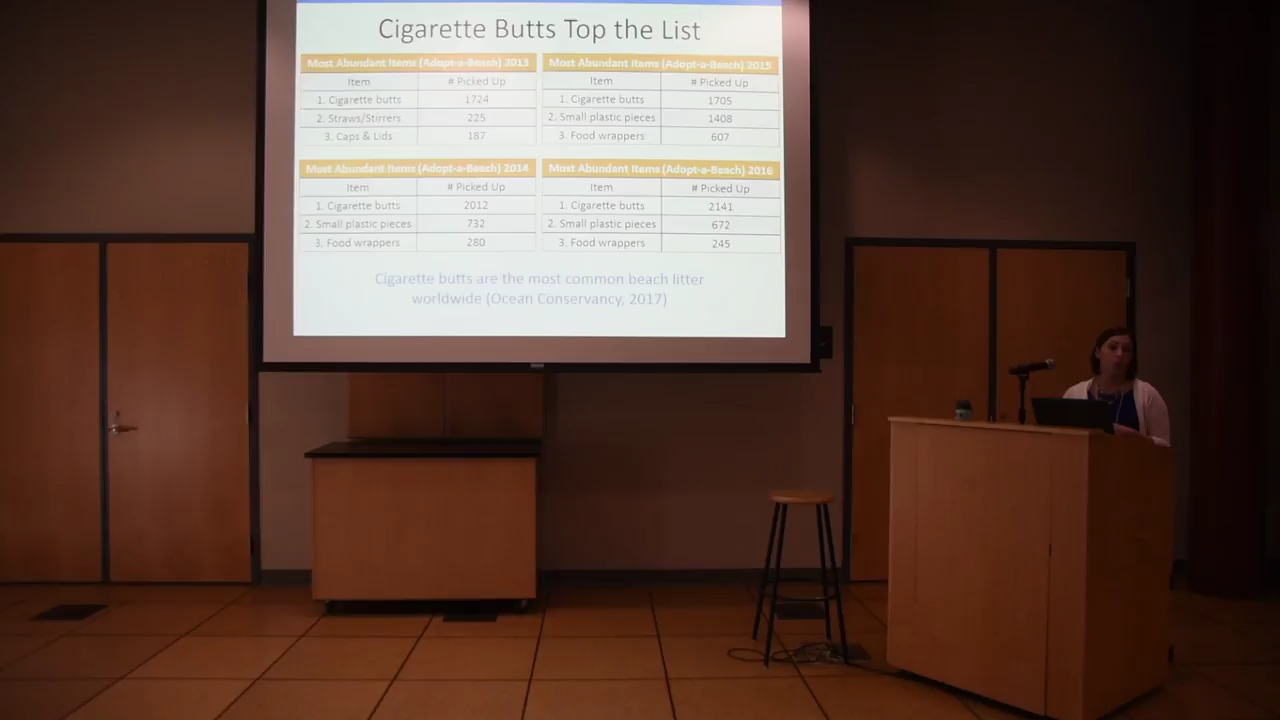 Cigarette Butts Top the List
Most Abundant Items (Adopt-a-Beach) 2013
Item # Picked Up
1. Cigarette butts 1724
2. Straws/Stirrers 225
3. Caps & Lids 187
Most Abundant Items (Adopt-a-Beach) 2015
Item # Picked Up
1. Cigarette butts 1705
2. Small plastic pieces 1408
3. Food wrappers 607
Most Abundant Items (Adopt-a-Beach) 2014
Item # Picked Up
1. Cigarette butts 2012
2. Small plastic pieces 732
3. Food wrappers 280
Most Abundant Items (Adopt-a-Beach) 2016
Item # Picked Up
1. Cigarette butts 2141
2. Small plastic pieces 672
3. Food wrappers 245
Cigarette butts are the most common beach litter
worldwide (Ocean Conservancy, 2017)